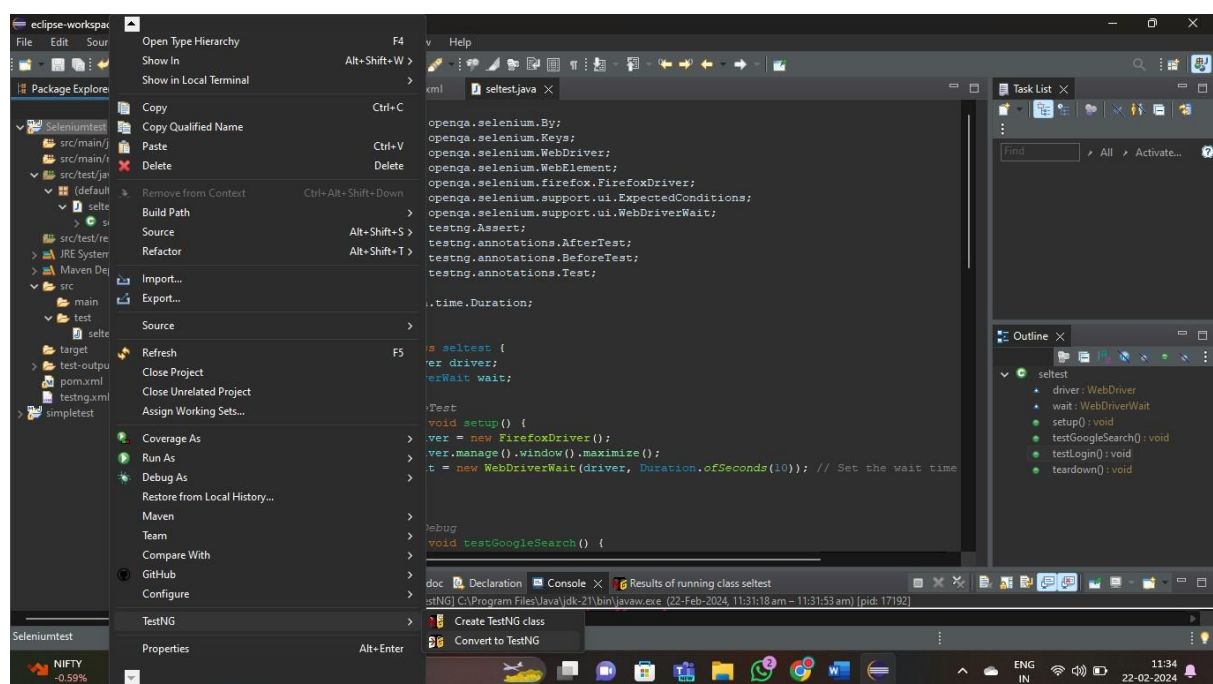 eclipse-workspac
File Edit Sour
v Help
Package Explore
Seleniumtest
src/main/j
src/main/r
src/test/jav
(default
selte
se
src/test/re
JRE System
Maven Dep
src
main
test
selte
target
test-outpu
pom.xml
testng.xml
simpletest
Open Type Hierarchy F4
Show In Alt+Shift+W >
Show in Local Terminal >
Copy Ctrl+C
Copy Qualified Name
Paste Ctrl+V
Delete Delete
Remove from Context Ctrl+Alt+Shift+Down
Build Path >
Source Alt+Shift+S >
Refactor Alt+Shift+T >
Import...
Export...
Source >
Refresh F5
Close Project
Close Unrelated Project
Assign Working Sets...
Coverage As >
Run As >
Debug As >
Restore from Local History...
Maven >
Team >
Compare With >
GitHub >
Configure >
TestNG >
Properties Alt+Enter
Create TestNG class
Convert to TestNG
xml seltest.java
openqa.selenium.By;
openqa.selenium.Keys;
openqa.selenium.WebDriver;
openqa.selenium.WebElement;
openqa.selenium.firefox.FirefoxDriver;
openqa.selenium.support.ui.ExpectedConditions;
openqa.selenium.support.ui.WebDriverWait;
testng.Assert;
testng.annotations.AfterTest;
testng.annotations.BeforeTest;
testng.annotations.Test;
.time.Duration;
s seltest {
ver driver;
verWait wait;
eTest
void setup() {
ver = new FirefoxDriver();
ver.manage().window().maximize();
t = new WebDriverWait(driver, Duration.ofSeconds(10)); // Set the wait time
Debug
void testGoogleSearch() {
doc Declaration Console Results of running class seltest
estNG] C:\Program Files\Java\jdk-21\bin\javaw.exe (22-Feb-2024, 11:31:18 am – 11:31:53 am) [pid: 17192]
Task List
Find All Activate...
Outline
seltest
driver : WebDriver
wait : WebDriverWait
setup() : void
testGoogleSearch() : void
testLogin() : void
teardown() : void
Seleniumtest
NIFTY
-0.59%
2
ENG
IN
11:34
22-02-2024